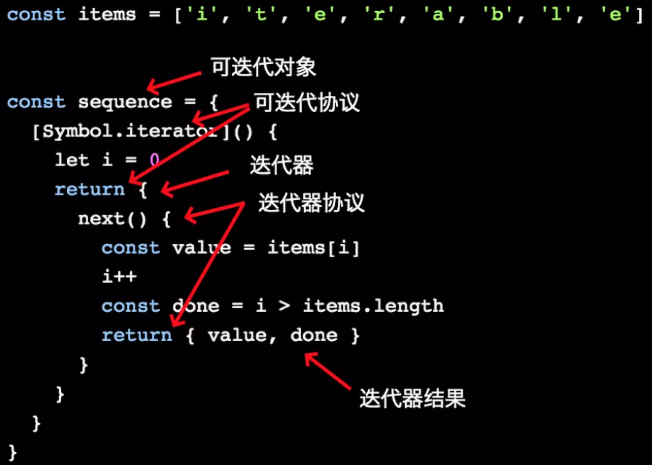 const items = ['i', 't', 'e', 'r', 'a', 'b', 'l', 'e']
可迭代对象
const sequence = {
可迭代协议
[Symbol.iterator]() {
let i = 0
迭代器
return {
迭代器协议
next() {
const value = items[i]
i++
const done = i > items.length
return { value, done }
}
迭代器结果
}
}
}